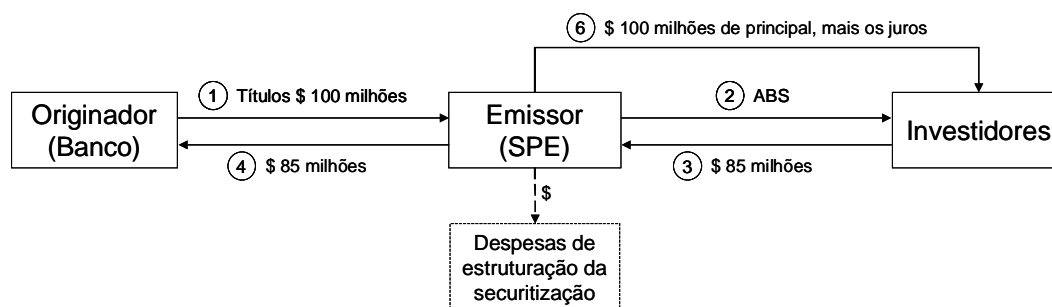 6 $ 100 milhões de principal, mais os juros
Originador
(Banco)
1 Títulos $ 100 milhões
4 $ 85 milhões
Emissor
(SPE)
2 ABS
3 $ 85 milhões
Investidores
$
Despesas de
estruturação da
securitização